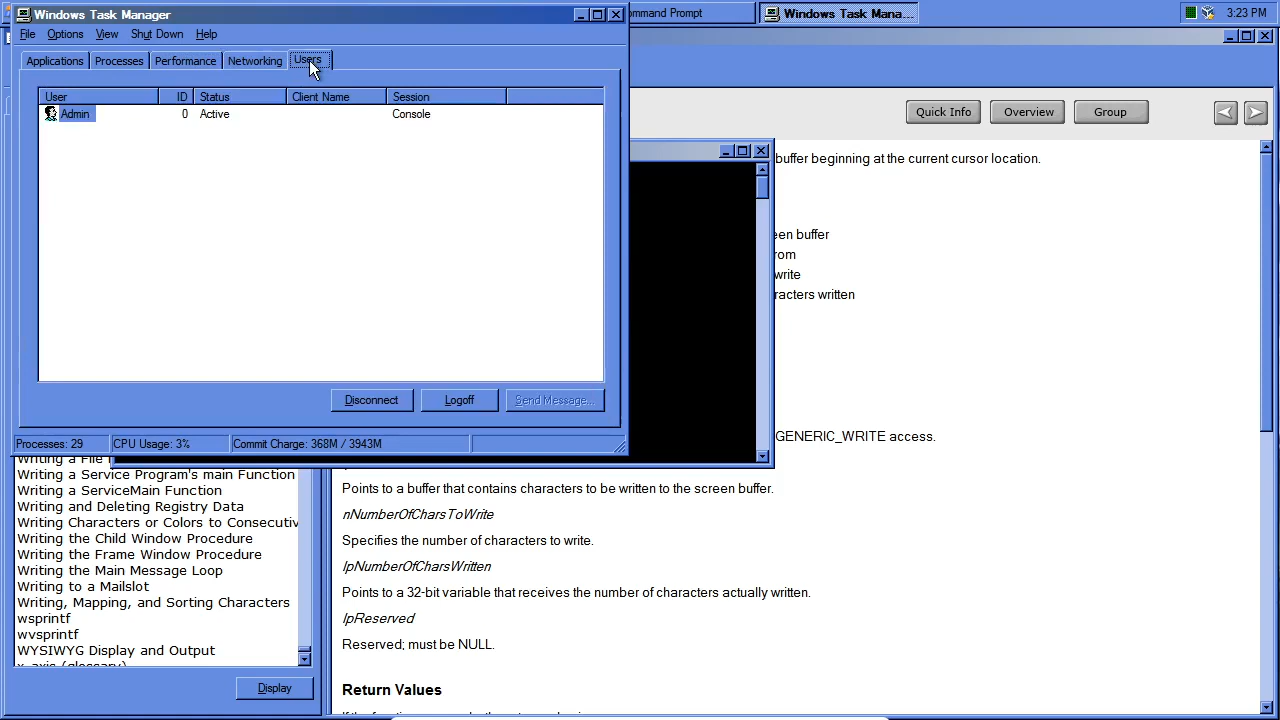 Windows Task Manager
ommand Prompt
Windows Task Mana...
3:23 PM
File Options View Shut Down Help
Applications Processes Performance Networking Users
User ID Status Client Name Session
Admin 0 Active Console
Disconnect Logoff Send Message...
Processes: 29 CPU Usage: 3% Commit Charge: 368M / 3943M
Quick Info Overview Group
buffer beginning at the current cursor location.
een buffer
rom
write
racters written
GENERIC_WRITE access.
Points to a buffer that contains characters to be written to the screen buffer.
nNumberOfCharsToWrite
Specifies the number of characters to write.
lpNumberOfCharsWritten
Points to a 32-bit variable that receives the number of characters actually written.
lpReserved
Reserved; must be NULL.
Return Values
Writing a File
Writing a Service Program's main Function
Writing a ServiceMain Function
Writing and Deleting Registry Data
Writing Characters or Colors to Consecutiv
Writing the Child Window Procedure
Writing the Frame Window Procedure
Writing the Main Message Loop
Writing to a Mailslot
Writing, Mapping, and Sorting Characters
wsprintf
wvsprintf
WYSIWYG Display and Output
x-axis (glossary)
Display